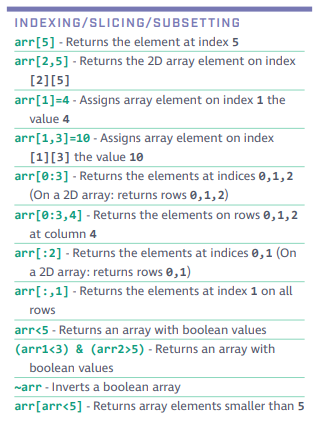 INDEXING/SLICING/SUBSETTING
arr[5] - Returns the element at index 5
arr[2,5] - Returns the 2D array element on index
[2][5]
arr[1]=4 - Assigns array element on index 1 the
value 4
arr[1,3]=10 - Assigns array element on index
[1][3] the value 10
arr[0:3] - Returns the elements at indices 0,1,2
(On a 2D array: returns rows 0,1,2)
arr[0:3,4] - Returns the elements on rows 0,1,2
at column 4
arr[:2] - Returns the elements at indices 0,1 (On
a 2D array: returns rows 0,1)
arr[:,1] - Returns the elements at index 1 on all
rows
arr<5 - Returns an array with boolean values
(arr1<3) & (arr2>5) - Returns an array with
boolean values
~arr - Inverts a boolean array
arr[arr<5] - Returns array elements smaller than 5